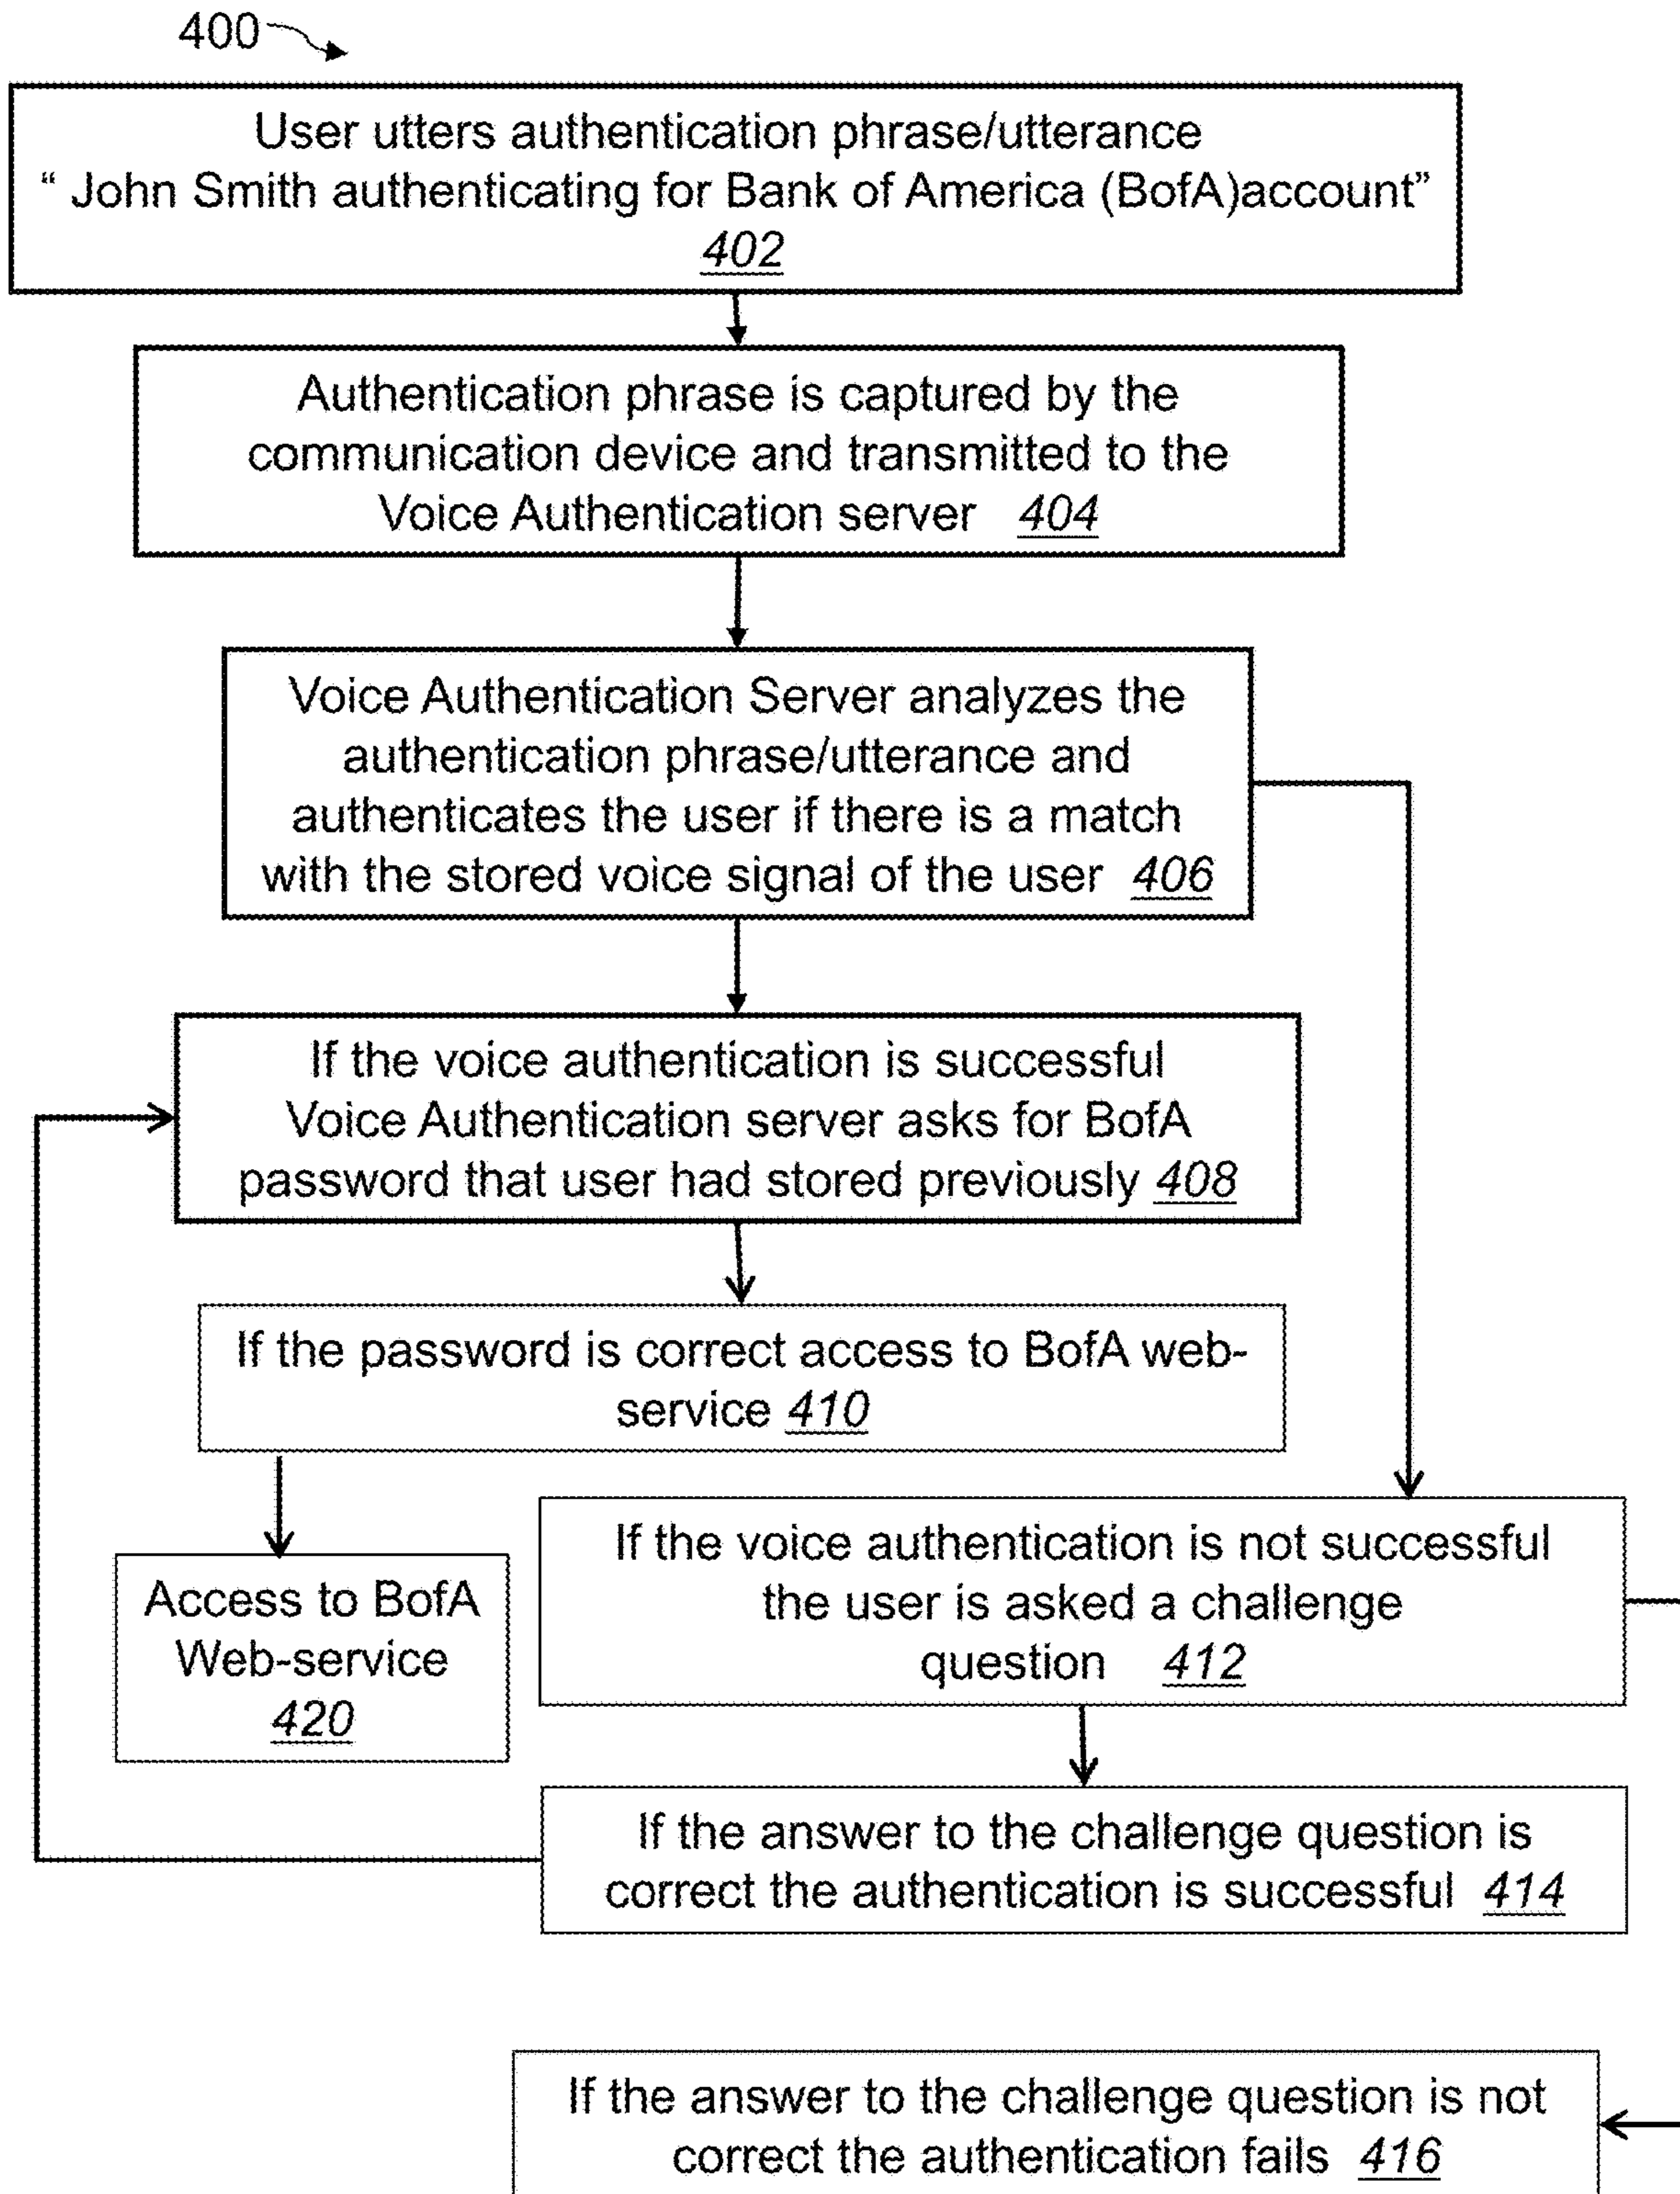 400
User utters authentication phrase/utterance
“ John Smith authenticating for Bank of America (BofA)account”
402
Authentication phrase is captured by the
communication device and transmitted to the
Voice Authentication server 404
Voice Authentication Server analyzes the
authentication phrase/utterance and
authenticates the user if there is a match
with the stored voice signal of the user 406
If the voice authentication is successful
Voice Authentication server asks for BofA
password that user had stored previously 408
If the password is correct access to BofA web-
service 410
Access to BofA
Web-service
420
If the voice authentication is not successful
the user is asked a challenge
question 412
If the answer to the challenge question is
correct the authentication is successful 414
If the answer to the challenge question is not
correct the authentication fails 416